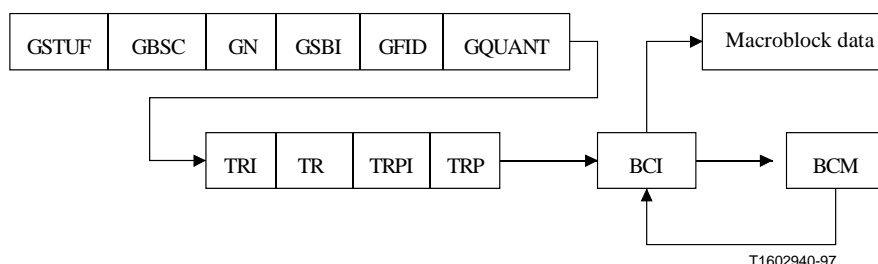 GSTUF GBSC GN GSBI GFID GQUANT
Macroblock data
TRI TR TRPI TRP BCI BCM
T1602940-97